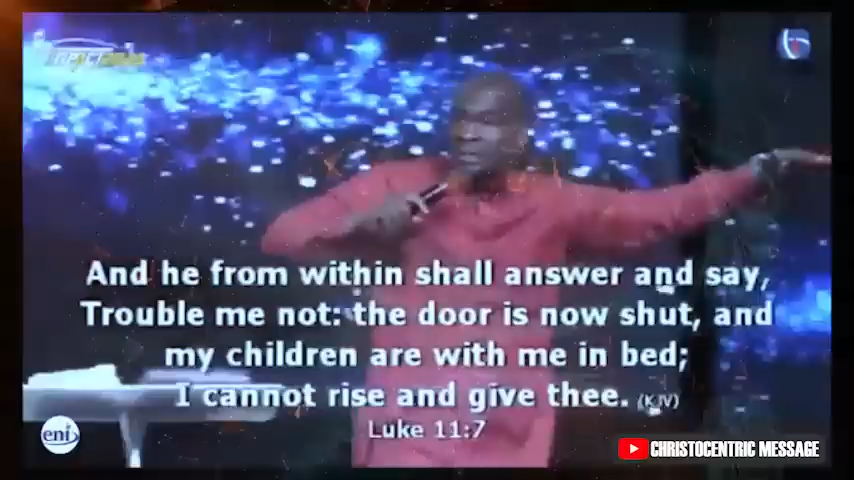 And he from within shall answer and say,
Trouble me not: the door is now shut, and
my children are with me in bed;
I cannot rise and give thee. (KJV)
Luke 11:7
eni
CHRISTOCENTRIC MESSAGE